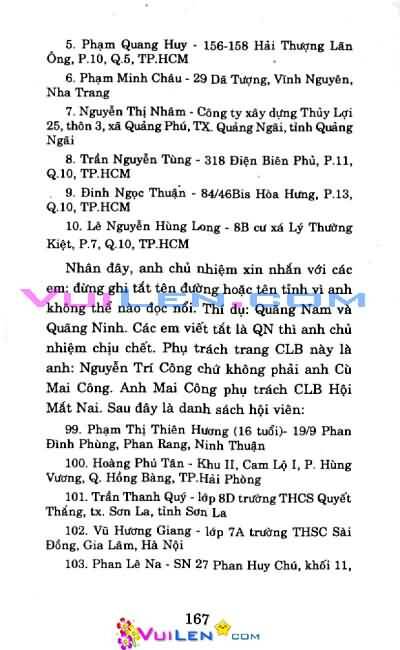 5. Phạm Quang Huy - 156-158 Hải Thượng Lãn
Ông, P.10, Q.5, TP.HCM
6. Phạm Minh Châu - 29 Dã Tượng, Vĩnh Nguyên,
Nha Trang
7. Nguyễn Thị Nhâm - Công ty xây dựng Thủy Lợi
25, thôn 3, xã Quảng Phú, TX. Quảng Ngãi, tỉnh Quảng
Ngãi
8. Trần Nguyễn Tùng - 318 Điện Biên Phủ, P.11,
Q.10, TP.HCM
9. Đinh Ngọc Thuận - 84/46Bis Hòa Hưng, P.13,
Q.10, TP.HCM
10. Lê Nguyễn Hùng Long - 8B cư xá Lý Thường
Kiệt, P.7, Q.10, TP.HCM
Nhân đây, anh chủ nhiệm xin nhắn với các
em: đừng ghi tắt tên đường hoặc tên tỉnh vì anh
không thể nào đọc nổi. Thí dụ: Quãng Nam và
Quãng Ninh. Các em viết tắt là QN thì anh chủ
nhiệm chịu chết. Phụ trách trang CLB này là
anh: Nguyễn Trí Công chứ không phải anh Cù
Mai Công. Anh Mai Công phụ trách CLB Hội
Mắt Nai. Sau đây là danh sách hội viên:
99. Phạm Thị Thiên Hương (16 tuổi)- 19/9 Phan
Đình Phùng, Phan Rang, Ninh Thuận
100. Hoàng Phú Tân - Khu II, Cam Lộ I, P. Hùng
Vương, Q. Hồng Bàng, TP.Hải Phòng
101. Trần Thanh Quý - lớp 8D trường THCS Quyết
Thắng, tx. Sơn La, tỉnh Sơn La
102. Vũ Hương Giang - lớp 7A trường THSC Sài
Đồng, Gia Lâm, Hà Nội
103. Phan Lê Na - SN 27 Phan Huy Chú, khối 11,
167
VUILEN.COM
VUILEN.COM